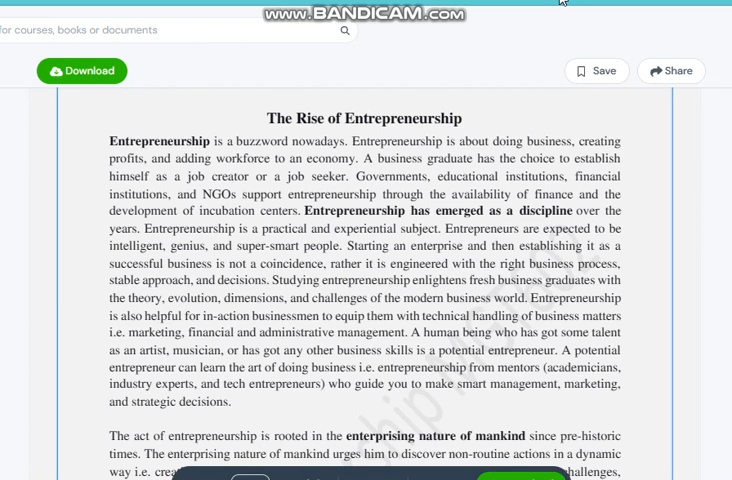 www.BANDICAM.com
for courses, books or documents
Download
Save
Share
The Rise of Entrepreneurship
Entrepreneurship is a buzzword nowadays. Entrepreneurship is about doing business, creating
profits, and adding workforce to an economy. A business graduate has the choice to establish
himself as a job creator or a job seeker. Governments, educational institutions, financial
institutions, and NGOs support entrepreneurship through the availability of finance and the
development of incubation centers. Entrepreneurship has emerged as a discipline over the
years. Entrepreneurship is a practical and experiential subject. Entrepreneurs are expected to be
intelligent, genius, and super-smart people. Starting an enterprise and then establishing it as a
successful business is not a coincidence, rather it is engineered with the right business process,
stable approach, and decisions. Studying entrepreneurship enlightens fresh business graduates with
the theory, evolution, dimensions, and challenges of the modern business world. Entrepreneurship
is also helpful for in-action businessmen to equip them with technical handling of business matters
i.e. marketing, financial and administrative management. A human being who has got some talent
as an artist, musician, or has got any other business skills is a potential entrepreneur. A potential
entrepreneur can learn the art of doing business i.e. entrepreneurship from mentors (academicians,
industry experts, and tech entrepreneurs) who guide you to make smart management, marketing,
and strategic decisions.
The act of entrepreneurship is rooted in the enterprising nature of mankind since pre-historic
times. The enterprising nature of mankind urges him to discover non-routine actions in a dynamic
way i.e. challenges,